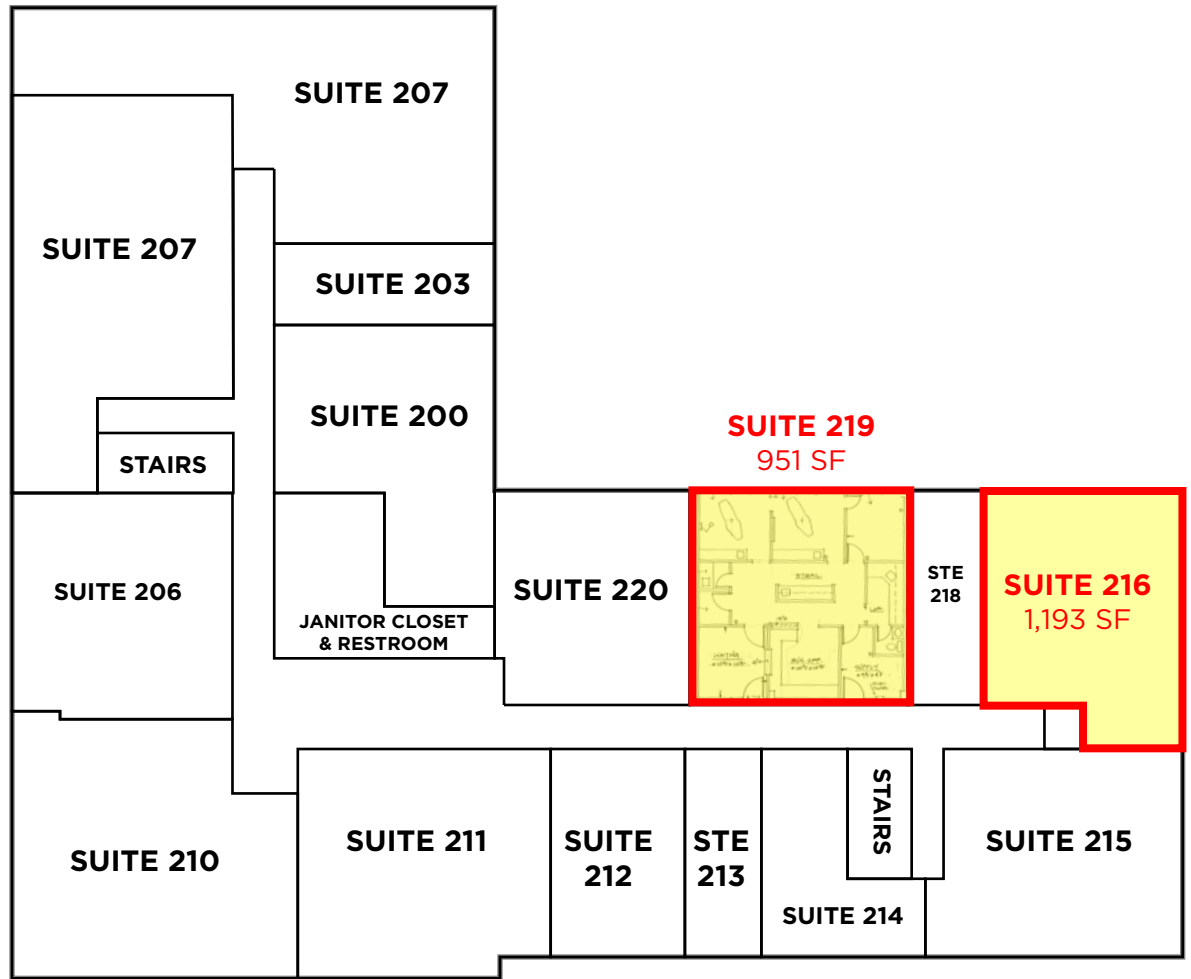 SUITE 207
SUITE 207
SUITE 203
SUITE 200
STAIRS
SUITE 219
951 SF
SUITE 206
JANITOR CLOSET
& RESTROOM
SUITE 220
STE
218
SUITE 216
1,193 SF
SUITE 210
SUITE 211
SUITE
212
STE
213
SUITE 214
STAIRS
SUITE 215